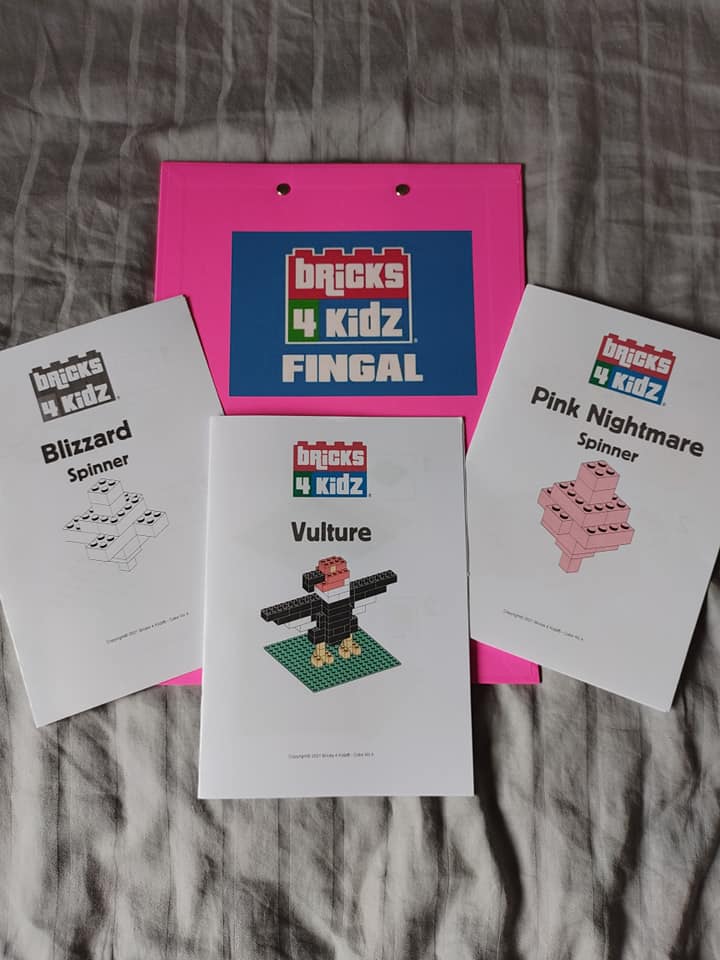 BRICKS
4 KidZ
FINGAL
BRICKS
4 KidZ
Blizzard
Spinner
BRICKS
4 KidZ
Vulture
BRICKS
4 KidZ
Pink Nightmare
Spinner